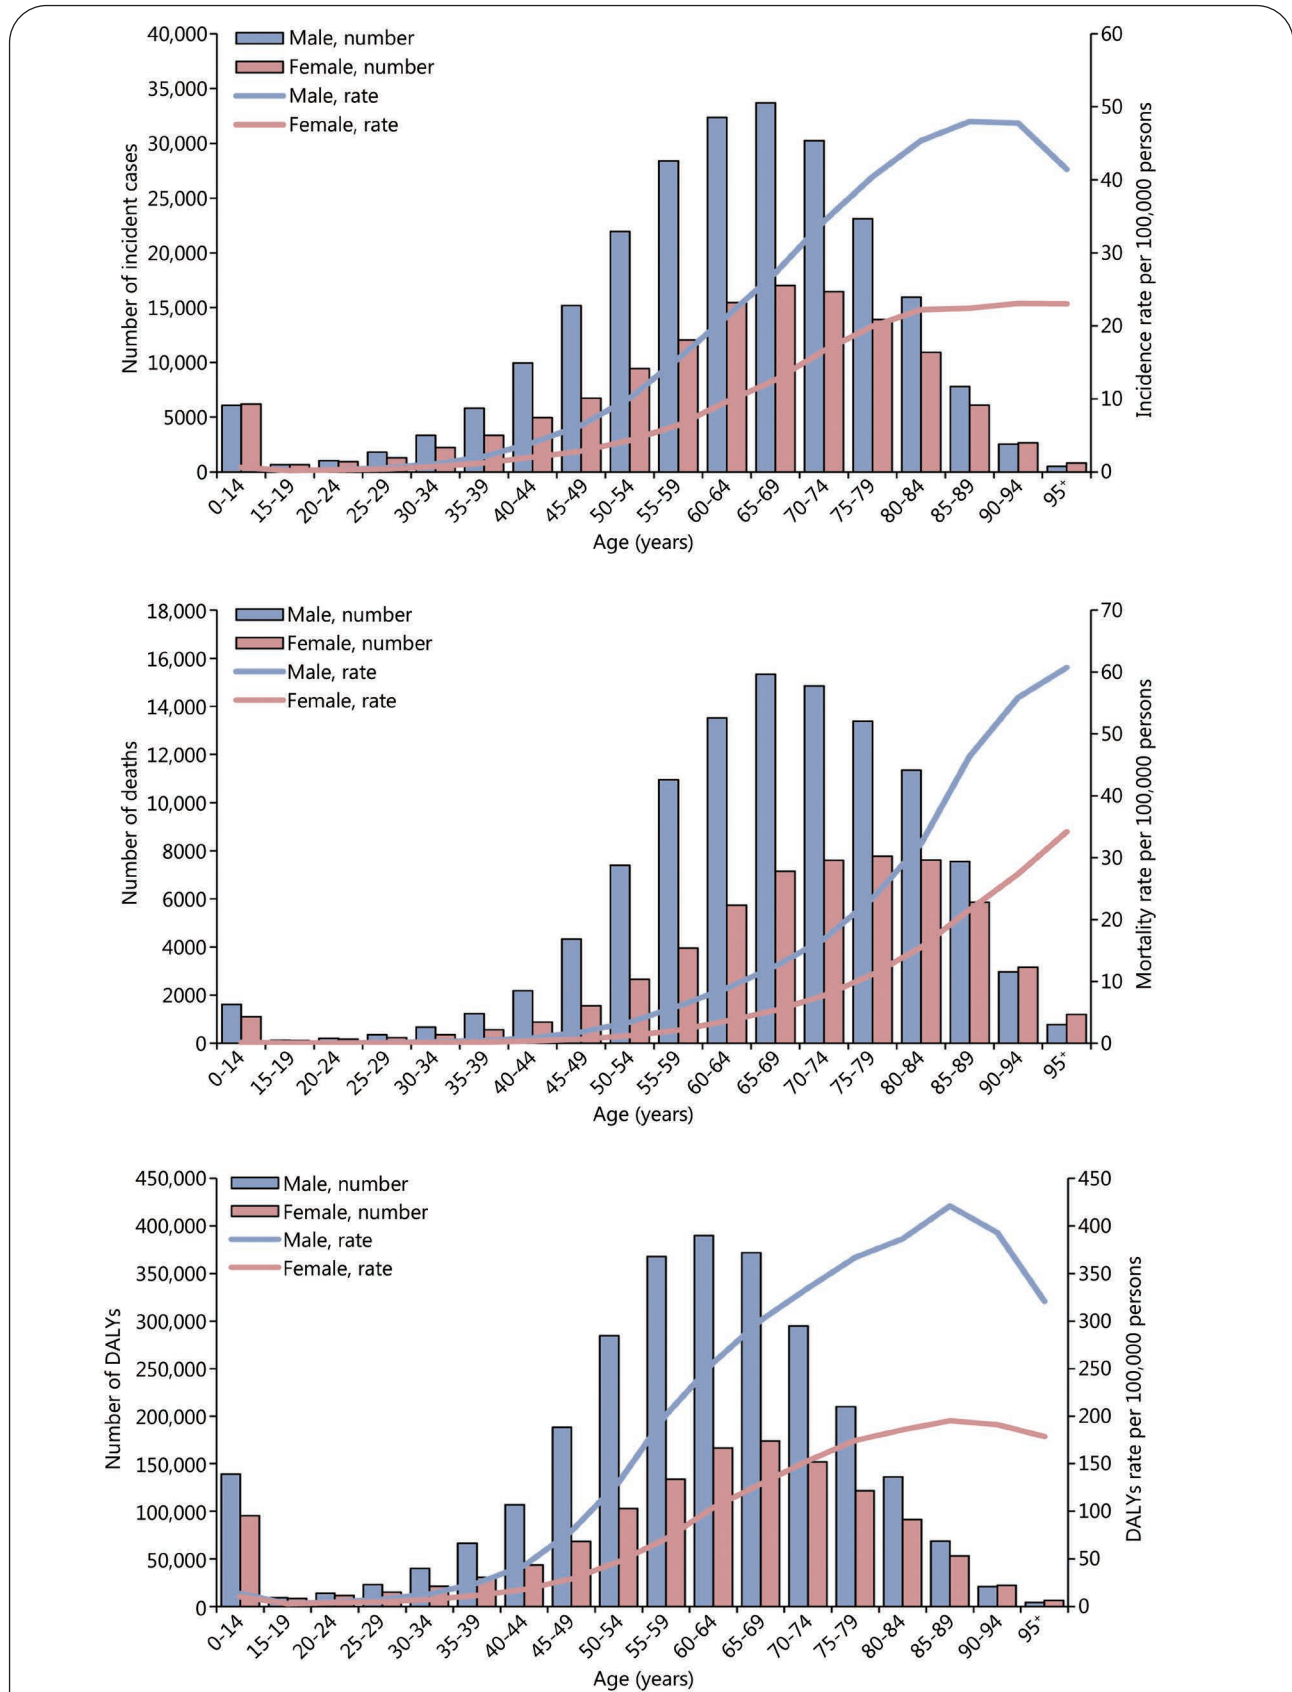 Male, number
Female, number
Male, rate
Female, rate
Number of incident cases
40,000
35,000
30,000
25,000
20,000
15,000
10,000
5000
0
Incidence rate per 100,000 persons
60
50
40
30
20
10
0
0-14 15-19 20-24 25-29 30-34 35-39 40-44 45-49 50-54 55-59 60-64 65-69 70-74 75-79 80-84 85-89 90-94 95+
Age (years)
Male, number
Female, number
Male, rate
Female, rate
Number of deaths
18,000
16,000
14,000
12,000
10,000
8000
6000
4000
2000
0
Mortality rate per 100,000 persons
70
60
50
40
30
20
10
0
0-14 15-19 20-24 25-29 30-34 35-39 40-44 45-49 50-54 55-59 60-64 65-69 70-74 75-79 80-84 85-89 90-94 95+
Age (years)
Male, number
Female, number
Male, rate
Female, rate
Number of DALYs
450,000
400,000
350,000
300,000
250,000
200,000
150,000
100,000
50,000
0
DALYs rate per 100,000 persons
450
400
350
300
250
200
150
100
50
0
0-14 15-19 20-24 25-29 30-34 35-39 40-44 45-49 50-54 55-59 60-64 65-69 70-74 75-79 80-84 85-89 90-94 95+
Age (years)